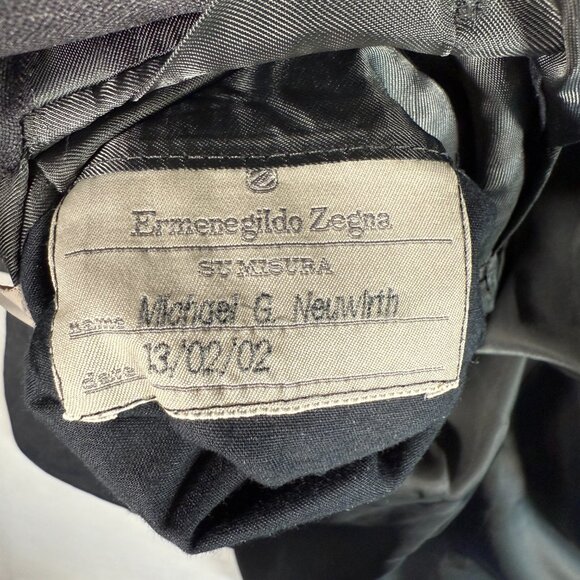 Ermenegildo Zegna
SU MISURA
name Michael G. Neuwirth
date 13/02/02